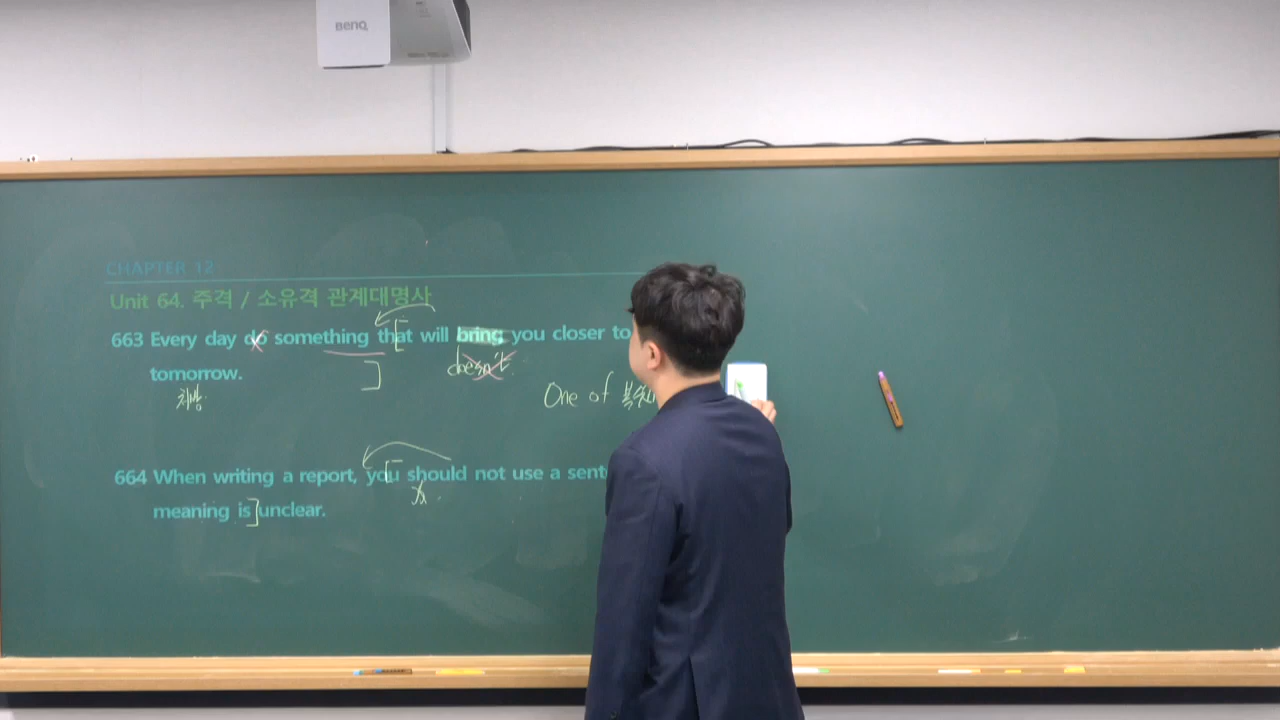 BenQ
CHAPTER 12
Unit 64. 주격 / 소유격 관계대명사
663 Every day do something that will bring you closer to
tomorrow.
doesn't
One of
664 When writing a report, you should not use a sent
meaning is unclear.